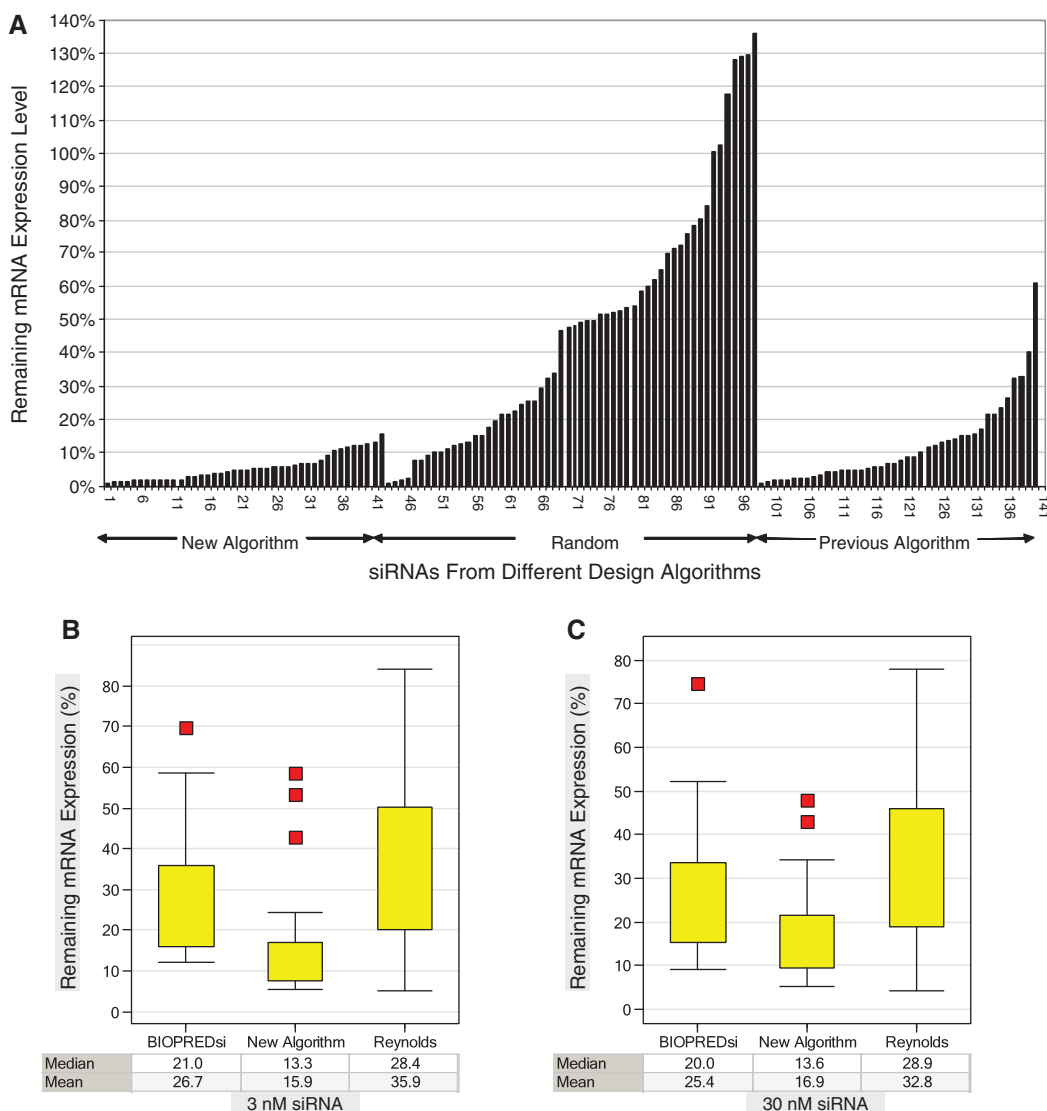 A
140%
130%
120%
110%
100%
90%
80%
70%
60%
50%
40%
30%
20%
10%
0%
Remaining mRNA Expression Level
1 6 11 16 21 26 31 36 41 46 51 56 61 66 71 76 81 86 91 96 101 106 111 116 121 126 131 136 141
New Algorithm Random Previous Algorithm
siRNAs From Different Design Algorithms
B
Remaining mRNA Expression (%)
80
70
60
50
40
30
20
10
0
BIOPREDsi New Algorithm Reynolds
Median 21.0 13.3 28.4
Mean 26.7 15.9 35.9
3 nM siRNA
C
Remaining mRNA Expression (%)
80
70
60
50
40
30
20
10
0
BIOPREDsi New Algorithm Reynolds
Median 20.0 13.6 28.9
Mean 25.4 16.9 32.8
30 nM siRNA